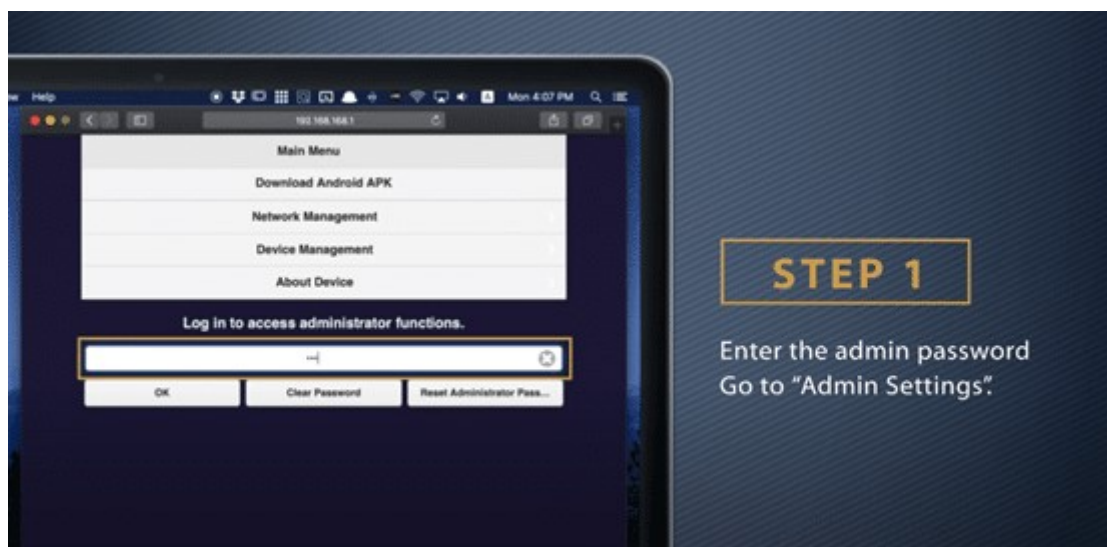 Help
Mon 4:07 PM
192.168.168.1
Main Menu
Download Android APK
Network Management
Device Management
About Device
Log in to access administrator functions.
OK
Clear Password
Reset Administrator Pass...
STEP 1
Enter the admin password
Go to “Admin Settings”.